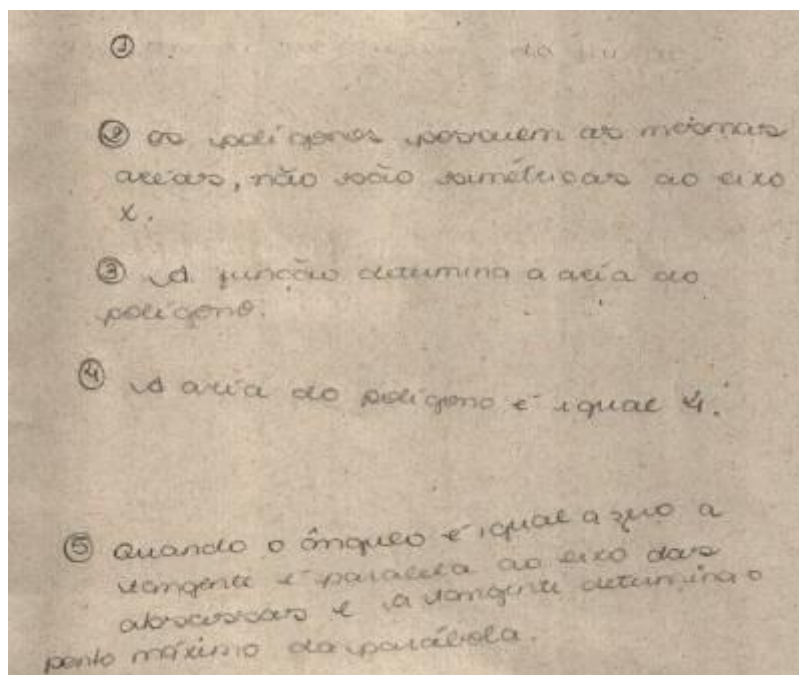 ①
② os polígonos possuem as mesmas
areas, não são simétricas ao eixo
x.
③ A função determina a aria do
polígono.
④ A aria do polígono é igual 4.
⑤ Quando o ângulo é igual a zero a
tangente é paralela ao eixo das
abscissas e a tangente determina o
ponto máximo da parábola.